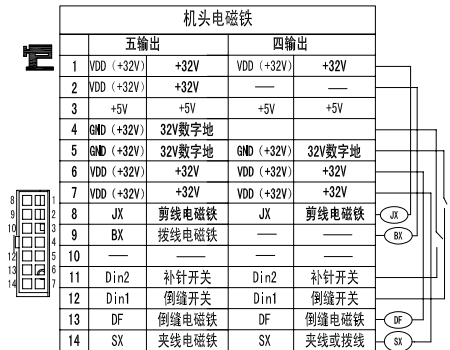 机头电磁铁
五输出 四输出
1 VDD（+32V） +32V VDD（+32V） +32V
2 VDD（+32V） +32V —— ——
3 +5V +5V +5V +5V
4 GND（+32V） 32V数字地
5 GND（+32V） 32V数字地 GND（+32V） 32V数字地
6 VDD（+32V） +32V VDD（+32V） +32V
7 VDD（+32V） +32V VDD（+32V） +32V
8 JX 剪线电磁铁 JX 剪线电磁铁
9 BX 拨线电磁铁 —— ——
10 —— —— —— ——
11 Din2 补针开关 Din2 补针开关
12 Din1 倒缝开关 Din1 倒缝开关
13 DF 倒缝电磁铁 DF 倒缝电磁铁
14 SX 夹线电磁铁 SX 夹线或拨线
8 1
9 2
10 3
11 4
12 5
13 6
14 7
JX
BX
DF
SX